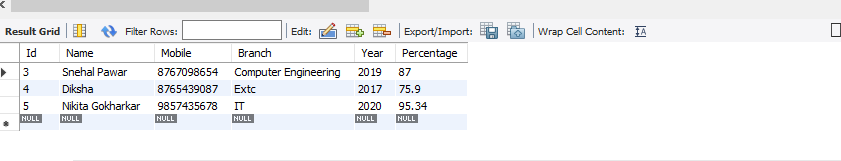 Result Grid Filter Rows: Edit: Export/Import: Wrap Cell Content: IA
Id Name Mobile Branch Year Percentage
3 Snehal Pawar 8767098654 Computer Engineering 2019 87
4 Diksha 8765439087 Extc 2017 75.9
5 Nikita Gokharkar 9857435678 IT 2020 95.34
NULL NULL NULL NULL NULL NULL